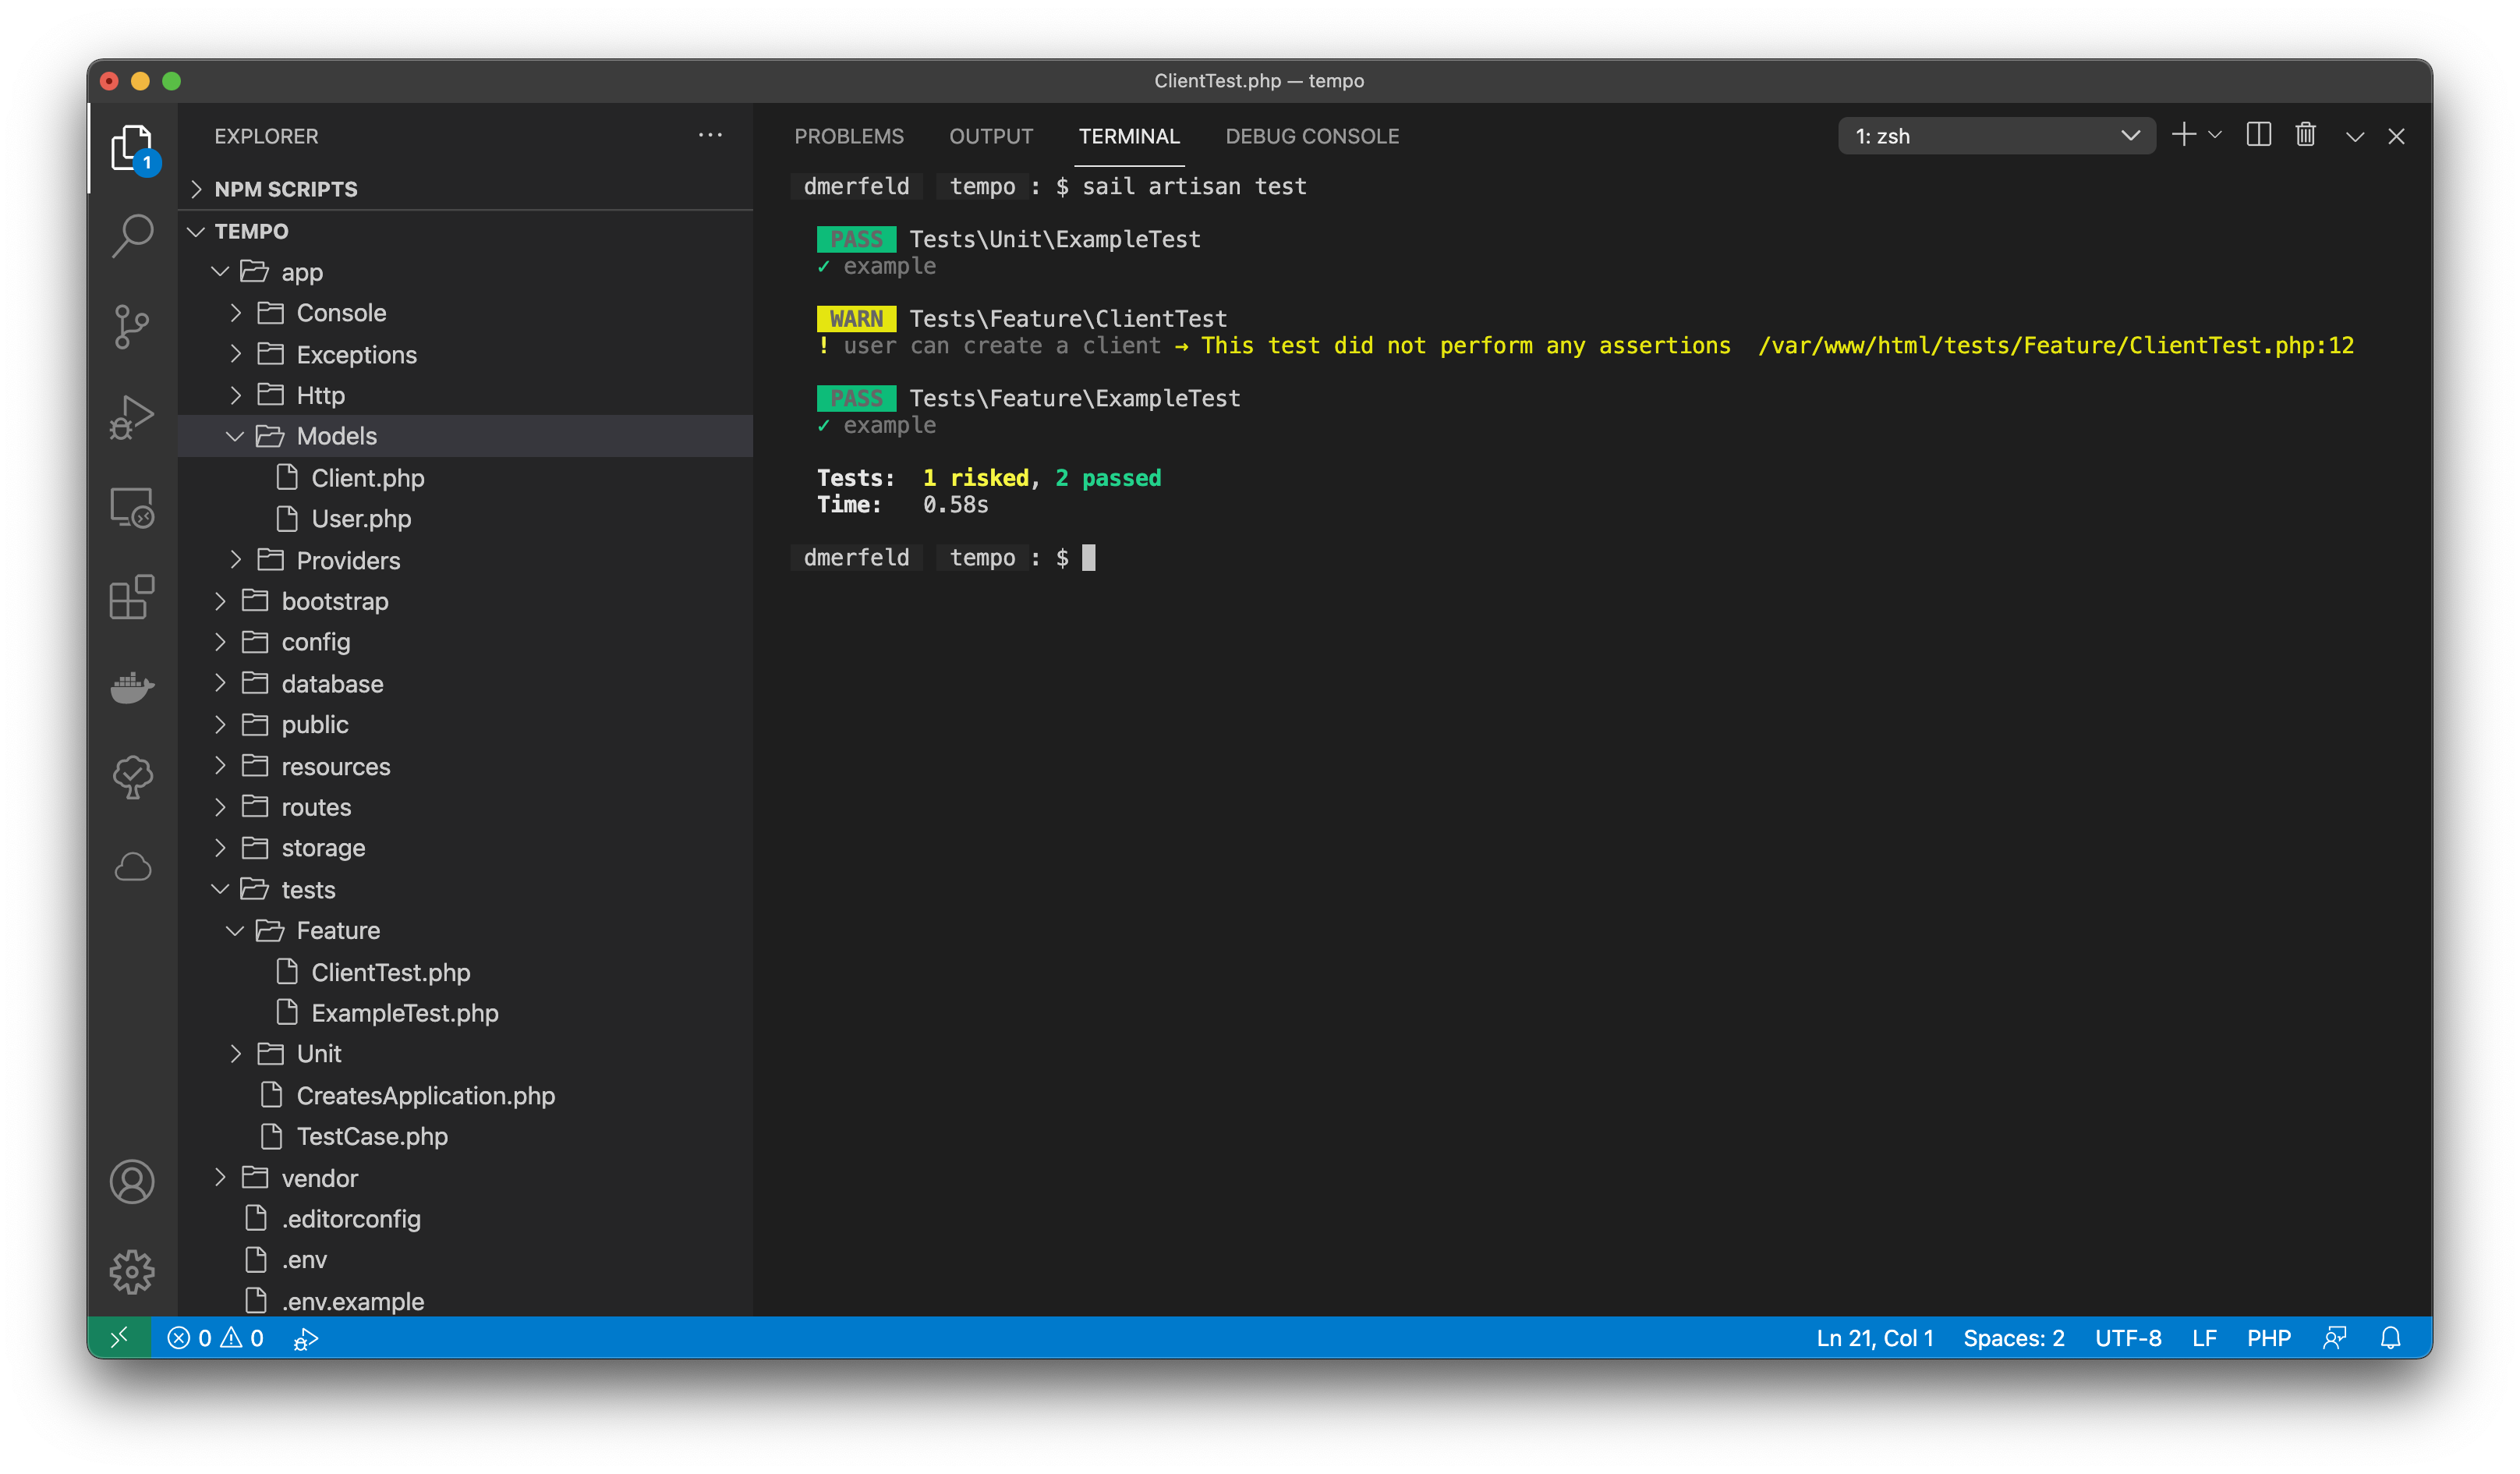 ClientTest.php — tempo
1
EXPLORER
NPM SCRIPTS
TEMPO
app
Console
Exceptions
Http
Models
Client.php
User.php
Providers
bootstrap
config
database
public
resources
routes
storage
tests
Feature
ClientTest.php
ExampleTest.php
Unit
CreatesApplication.php
TestCase.php
vendor
.editorconfig
.env
.env.example
PROBLEMS OUTPUT TERMINAL DEBUG CONSOLE 1: zsh
dmerfeld tempo : $ sail artisan test
PASS Tests\Unit\ExampleTest
✓ example
WARN Tests\Feature\ClientTest
! user can create a client → This test did not perform any assertions /var/www/html/tests/Feature/ClientTest.php:12
PASS Tests\Feature\ExampleTest
✓ example
Tests: 1 risked, 2 passed
Time: 0.58s
dmerfeld tempo : $
0 0 Ln 21, Col 1 Spaces: 2 UTF-8 LF PHP